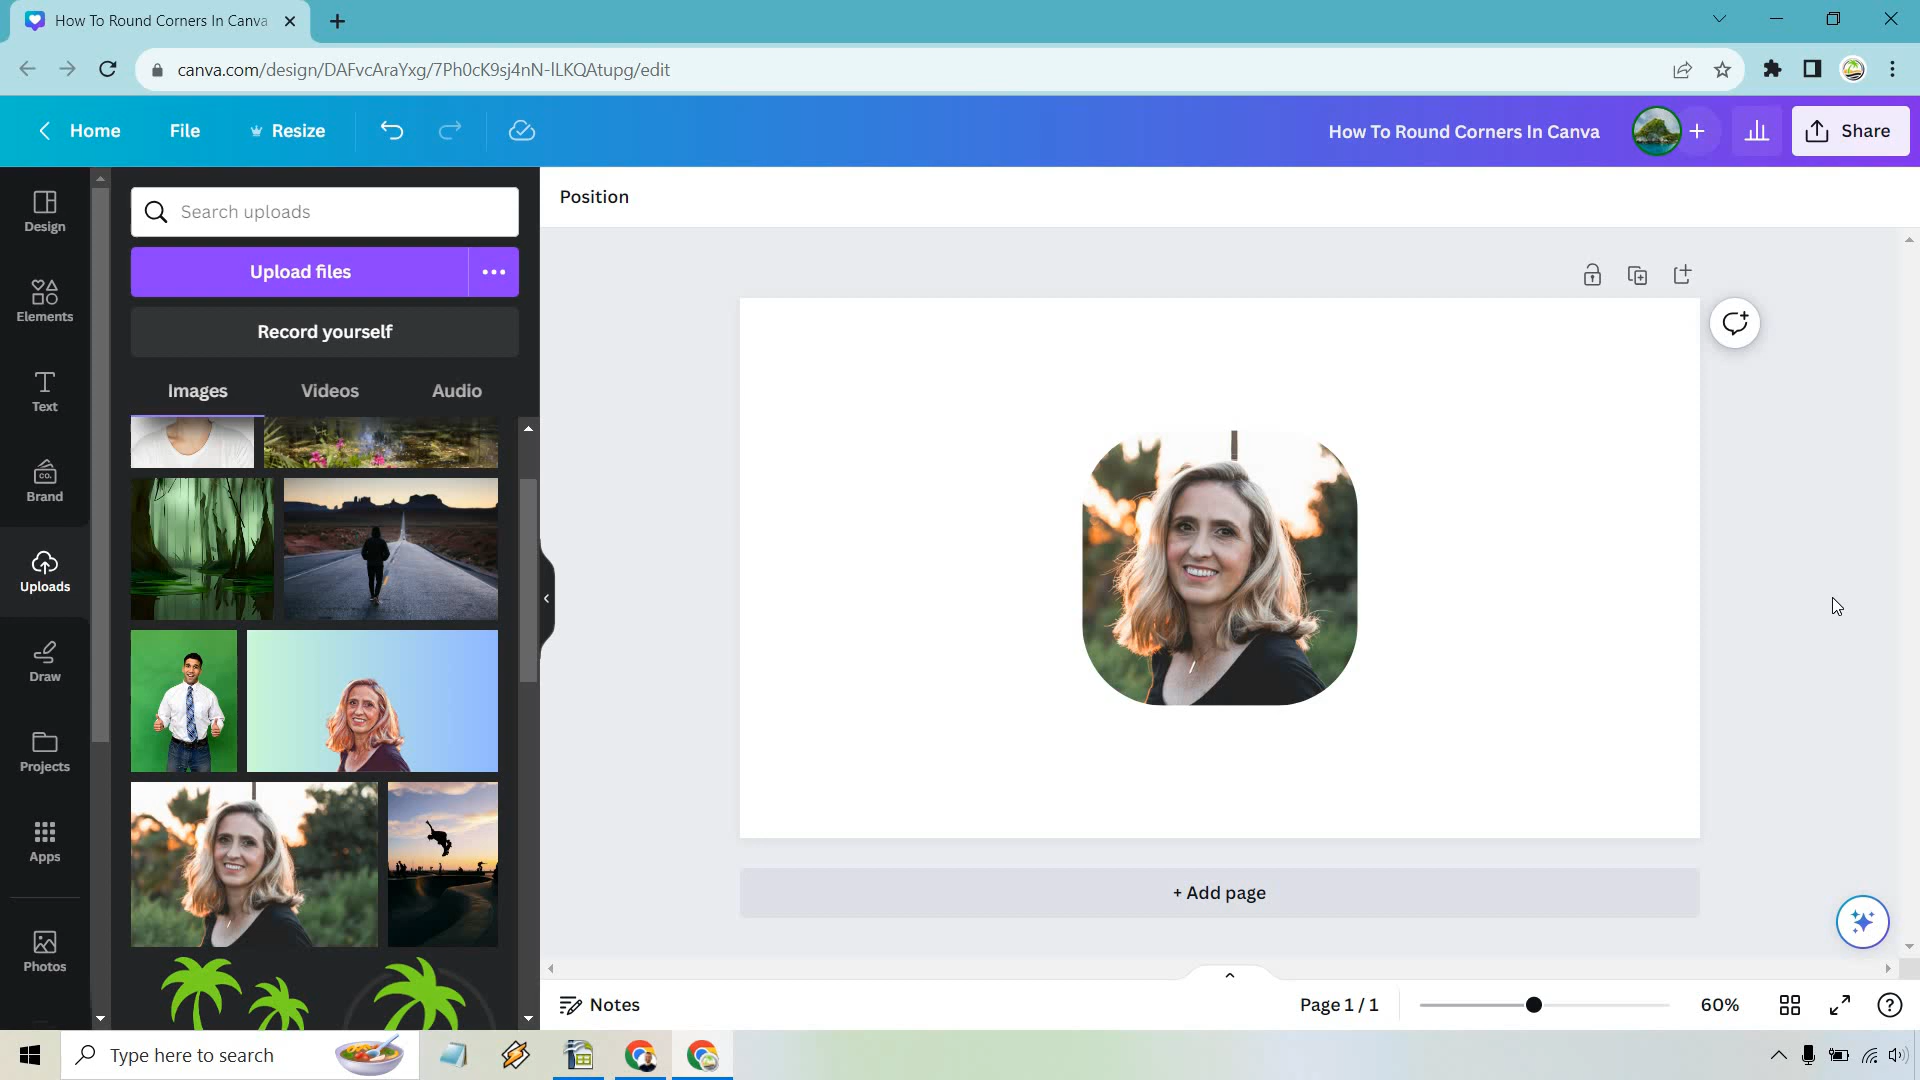 How To Round Corners In Canva
canva.com/design/DAFvcAraYxg/7Ph0cK9sj4nN-lLKQAtupg/edit
Home
File
Resize
How To Round Corners In Canva
Share
Design
Elements
Text
CO.
Brand
Uploads
Draw
Projects
Apps
Photos
Search uploads
Upload files
Record yourself
Images
Videos
Audio
Position
+ Add page
Notes
Page 1 / 1
60%
Type here to search